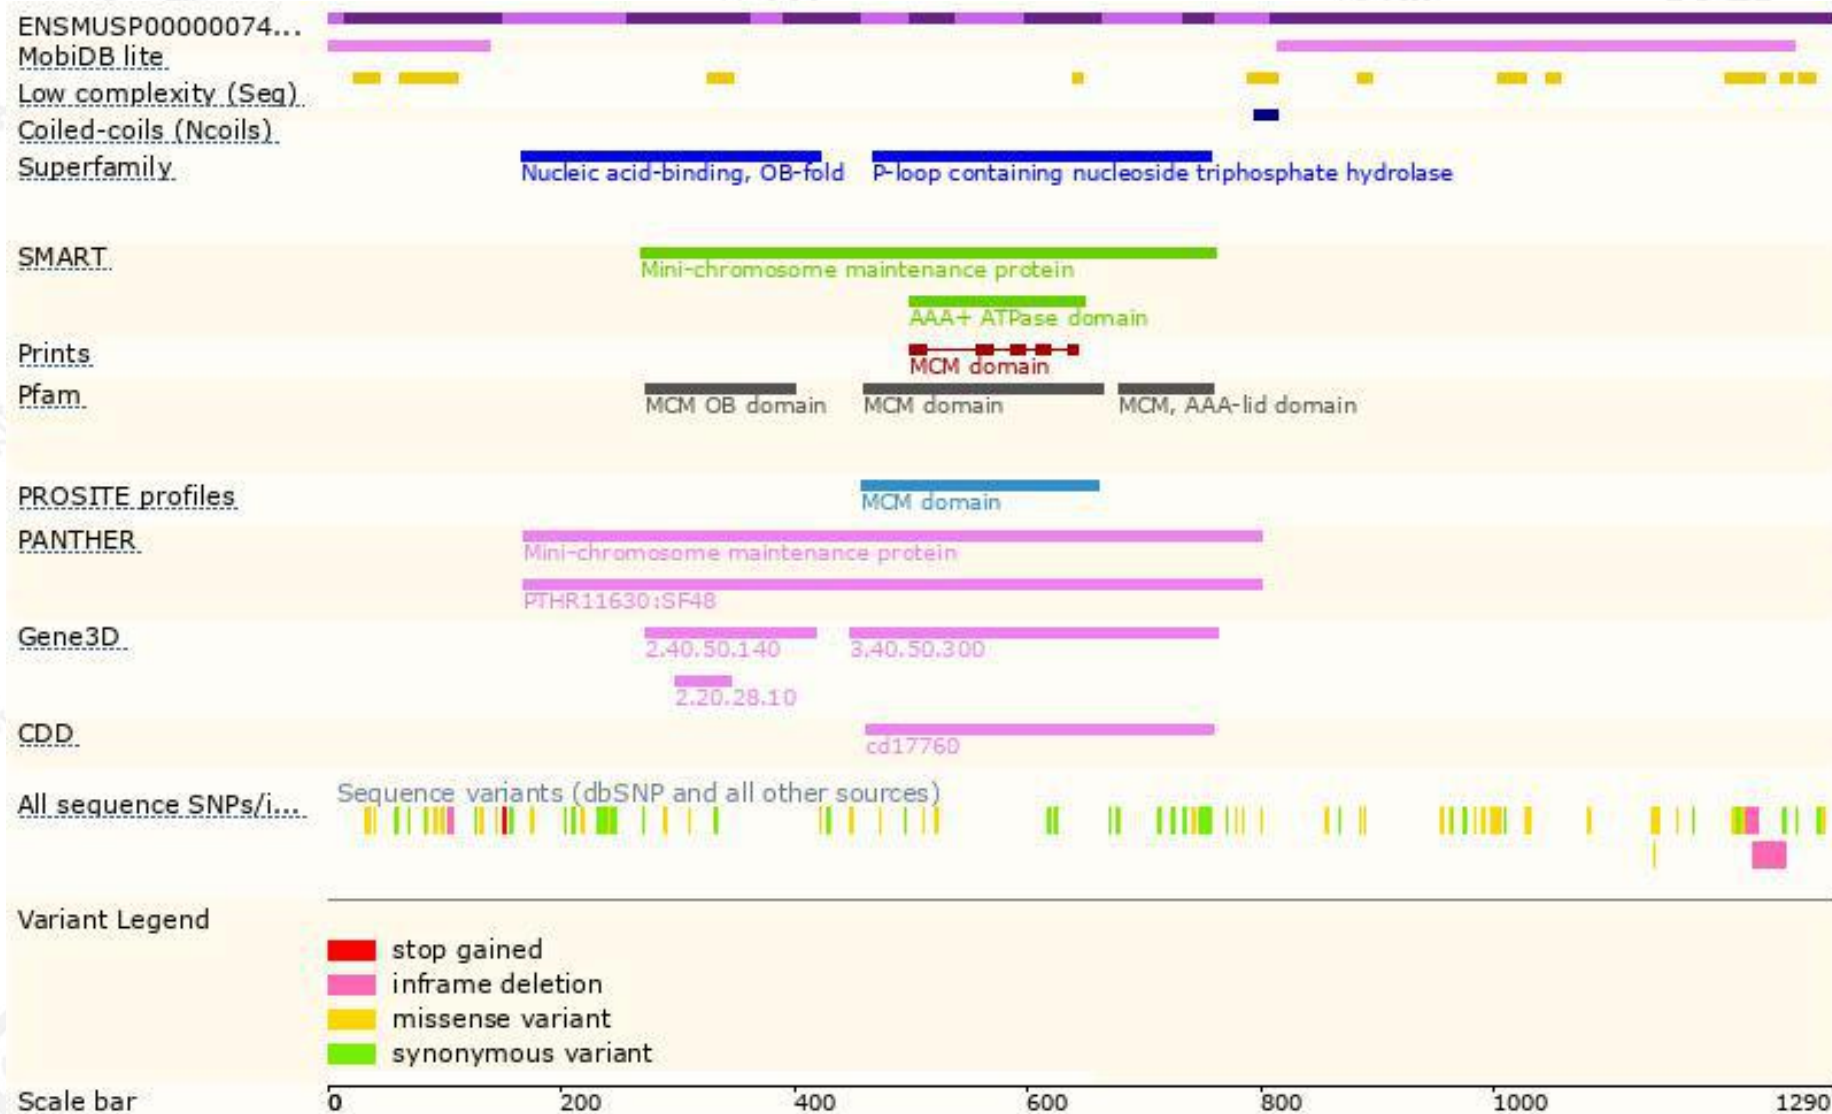 ENSMUSP00000074...
MobiDB lite
Low complexity (Seg)
Coiled-coils (Ncoils)
Superfamily
Nucleic acid-binding, OB-fold P-loop containing nucleoside triphosphate hydrolase
SMART
Mini-chromosome maintenance protein
AAA+ ATPase domain
Prints
MCM domain
Pfam
MCM OB domain MCM domain MCM, AAA-lid domain
PROSITE profiles
MCM domain
PANTHER
Mini-chromosome maintenance protein
PTHR11630:SF48
Gene3D
2.40.50.140 3.40.50.300
2.20.28.10
CDD
cd17760
Sequence variants (dbSNP and all other sources)
All sequence SNPs/i...
Variant Legend
stop gained
inframe deletion
missense variant
synonymous variant
Scale bar 0 200 400 600 800 1000 1290